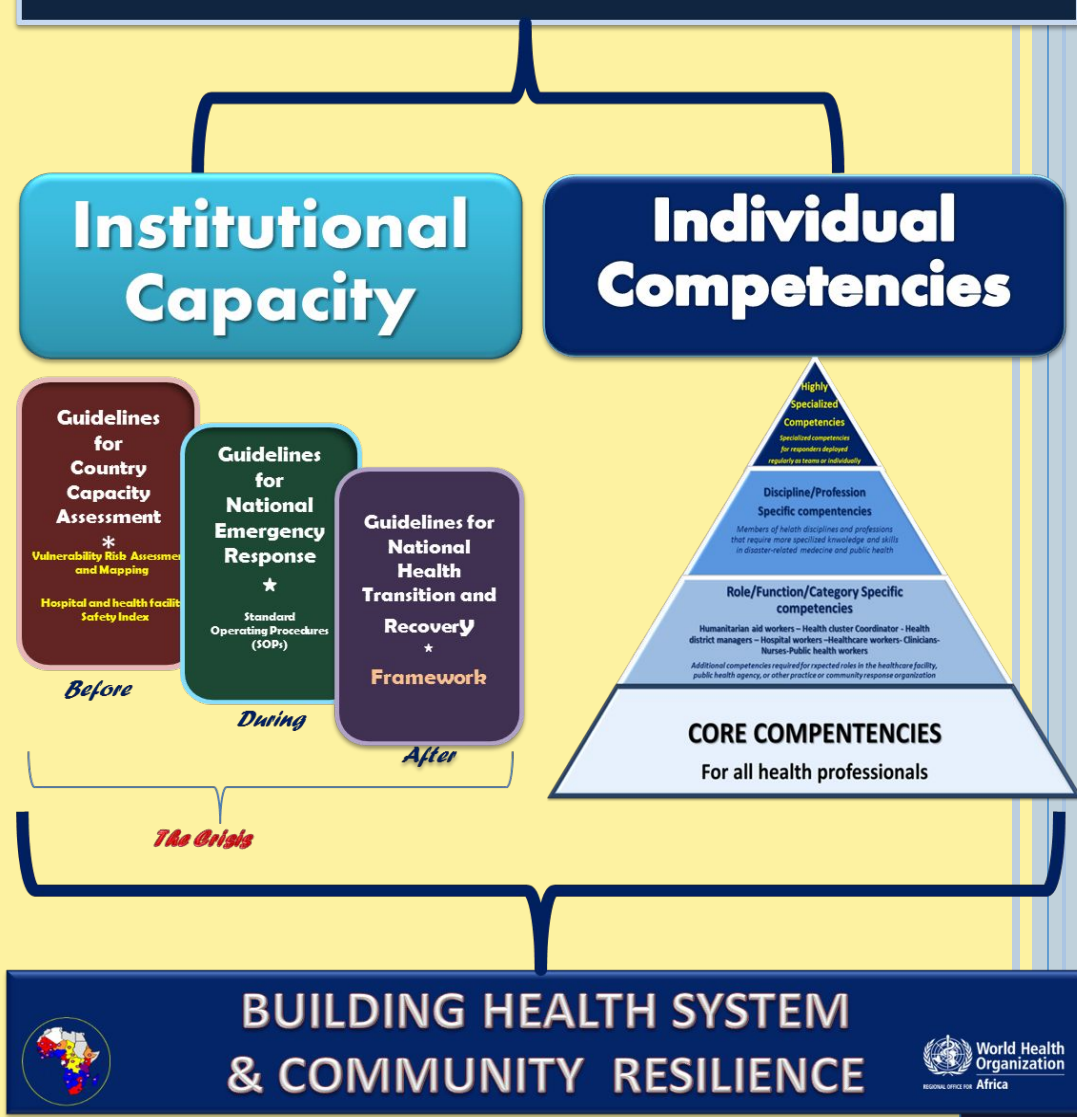 Institutional
Capacity
Individual
Competencies
Guidelines
for
Country
Capacity
Assessment
*
Vulnerability Risk Assessmen
and Mapping
Hospital and health facilit
Safety Index
Before
Guidelines
for
National
Emergency
Response
★
Standard
Operating Procedures
(SOPs)
During
Guidelines for
National
Health
Transition and
Recovery
★
Framework
After
The Crisis
Highly
Specialized
Competencies
Specialized competencies
for responders deployed
regularly as teams or individually
Discipline/Profession
Specific compentencies
Members of helath disciplines and professions
that require more specilized knwoledge and skills
in disaster-related medecine and public health
Role/Function/Category Specific
competencies
Humanitarian aid workers – Health cluster Coordinator - Health
district managers – Hospital workers –Healthcare workers- Clinicians-
Nurses-Public health workers
Additional competencies required for rxpected roles in the healthcare facility,
public health agency, or other practice or community response organization
CORE COMPENTENCIES
For all health professionals
BUILDING HEALTH SYSTEM
& COMMUNITY RESILIENCE
World Health
Organization
REGIONAL OFFICE FOR Africa